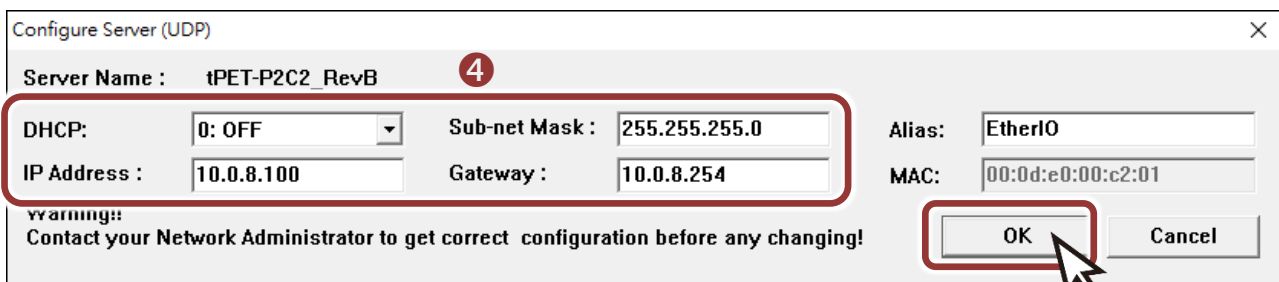 Configure Server (UDP)
Server Name : tPET-P2C2_RevB 4
DHCP: 0: OFF Sub-net Mask : 255.255.255.0 Alias: EtherIO
IP Address : 10.0.8.100 Gateway : 10.0.8.254 MAC: 00:0d:e0:00:c2:01
Warning!!
Contact your Network Administrator to get correct configuration before any changing!
OK Cancel